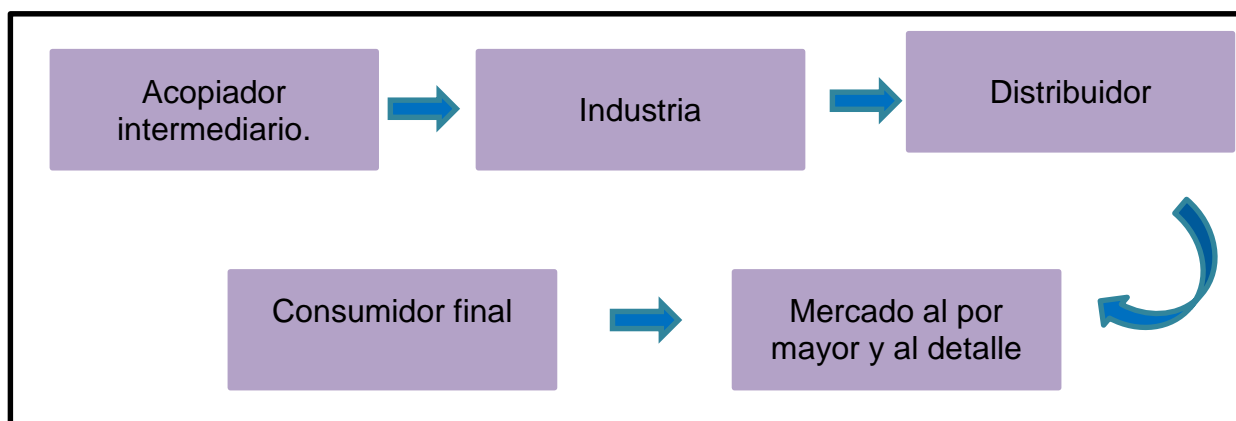 Acopiador
intermediario.
Industria
Distribuidor
Consumidor final
Mercado al por
mayor y al detalle